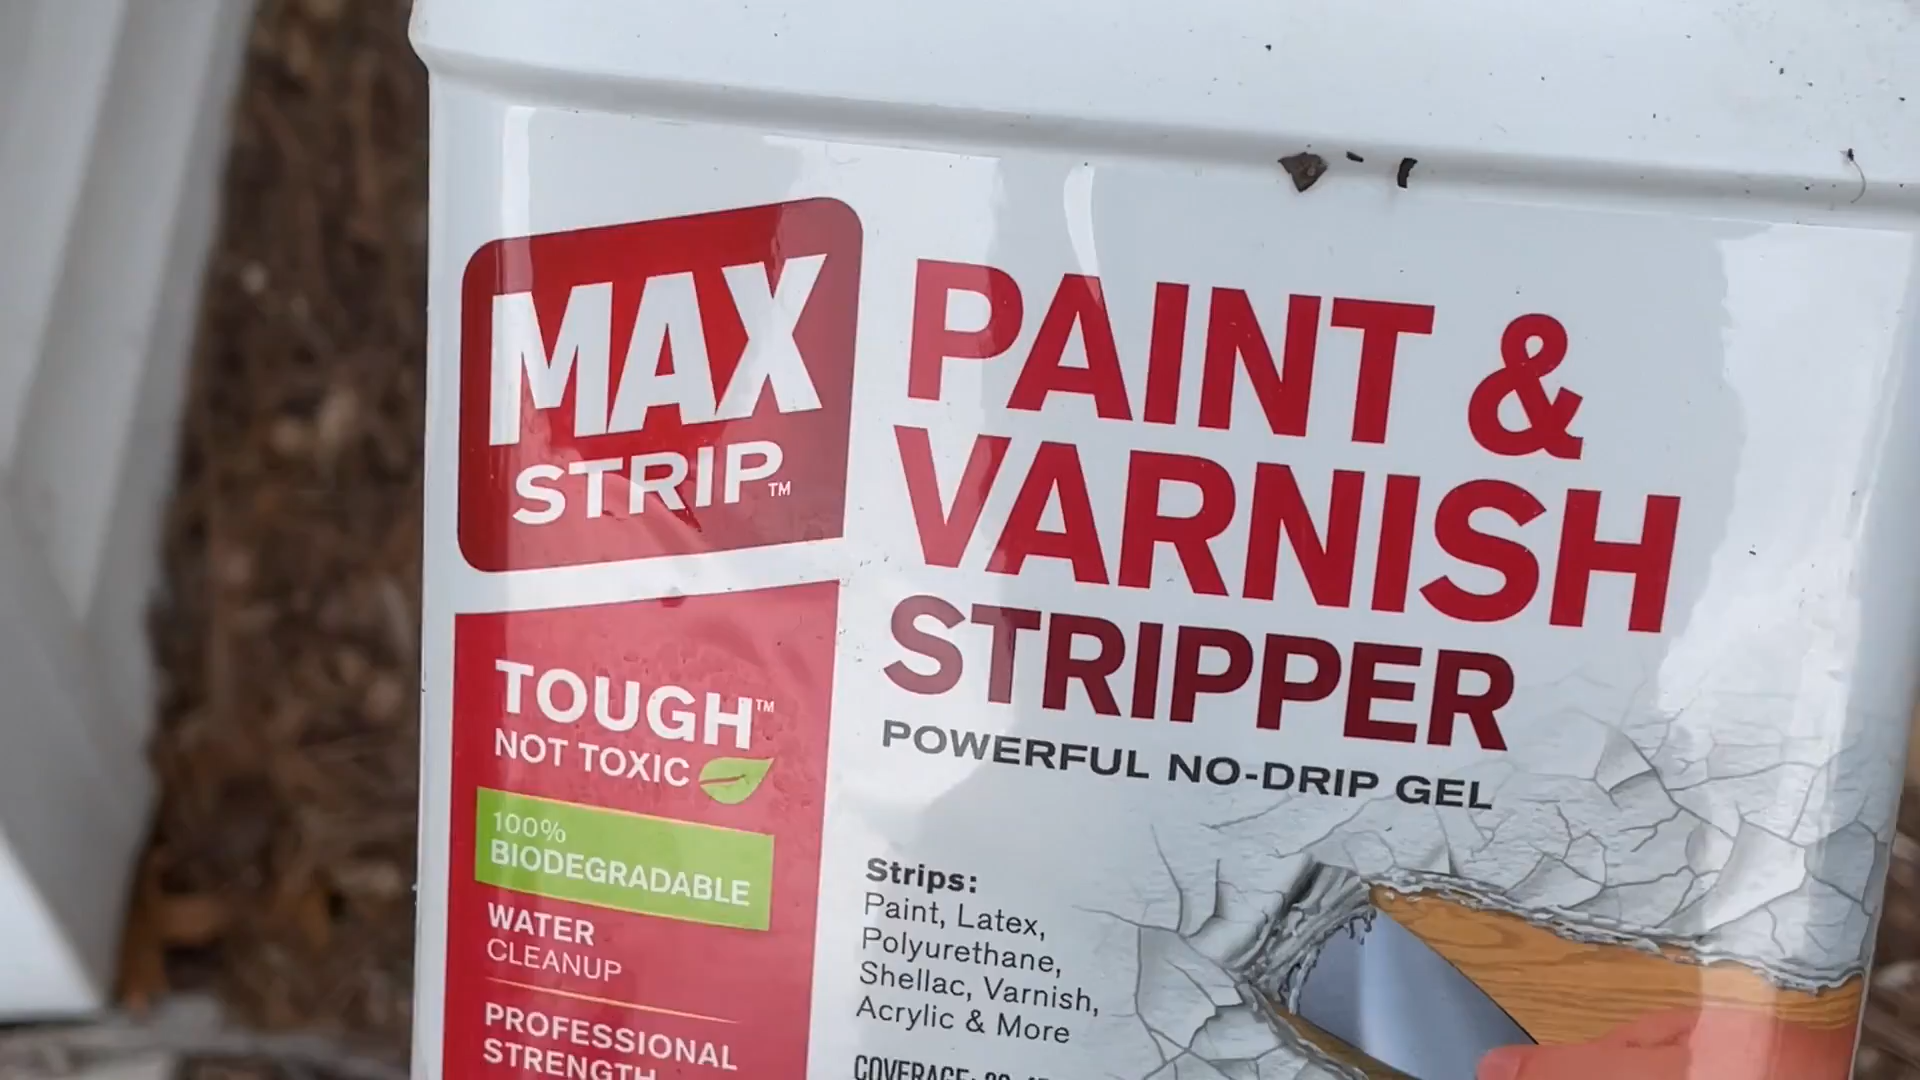 MAX
STRIP™
PAINT &
VARNISH
STRIPPER
POWERFUL NO-DRIP GEL
TOUGH™
NOT TOXIC
100%
BIODEGRADABLE
WATER
CLEANUP
PROFESSIONAL
STRENGTH
Strips:
Paint, Latex,
Polyurethane,
Shellac, Varnish,
Acrylic & More
COVERAGE: